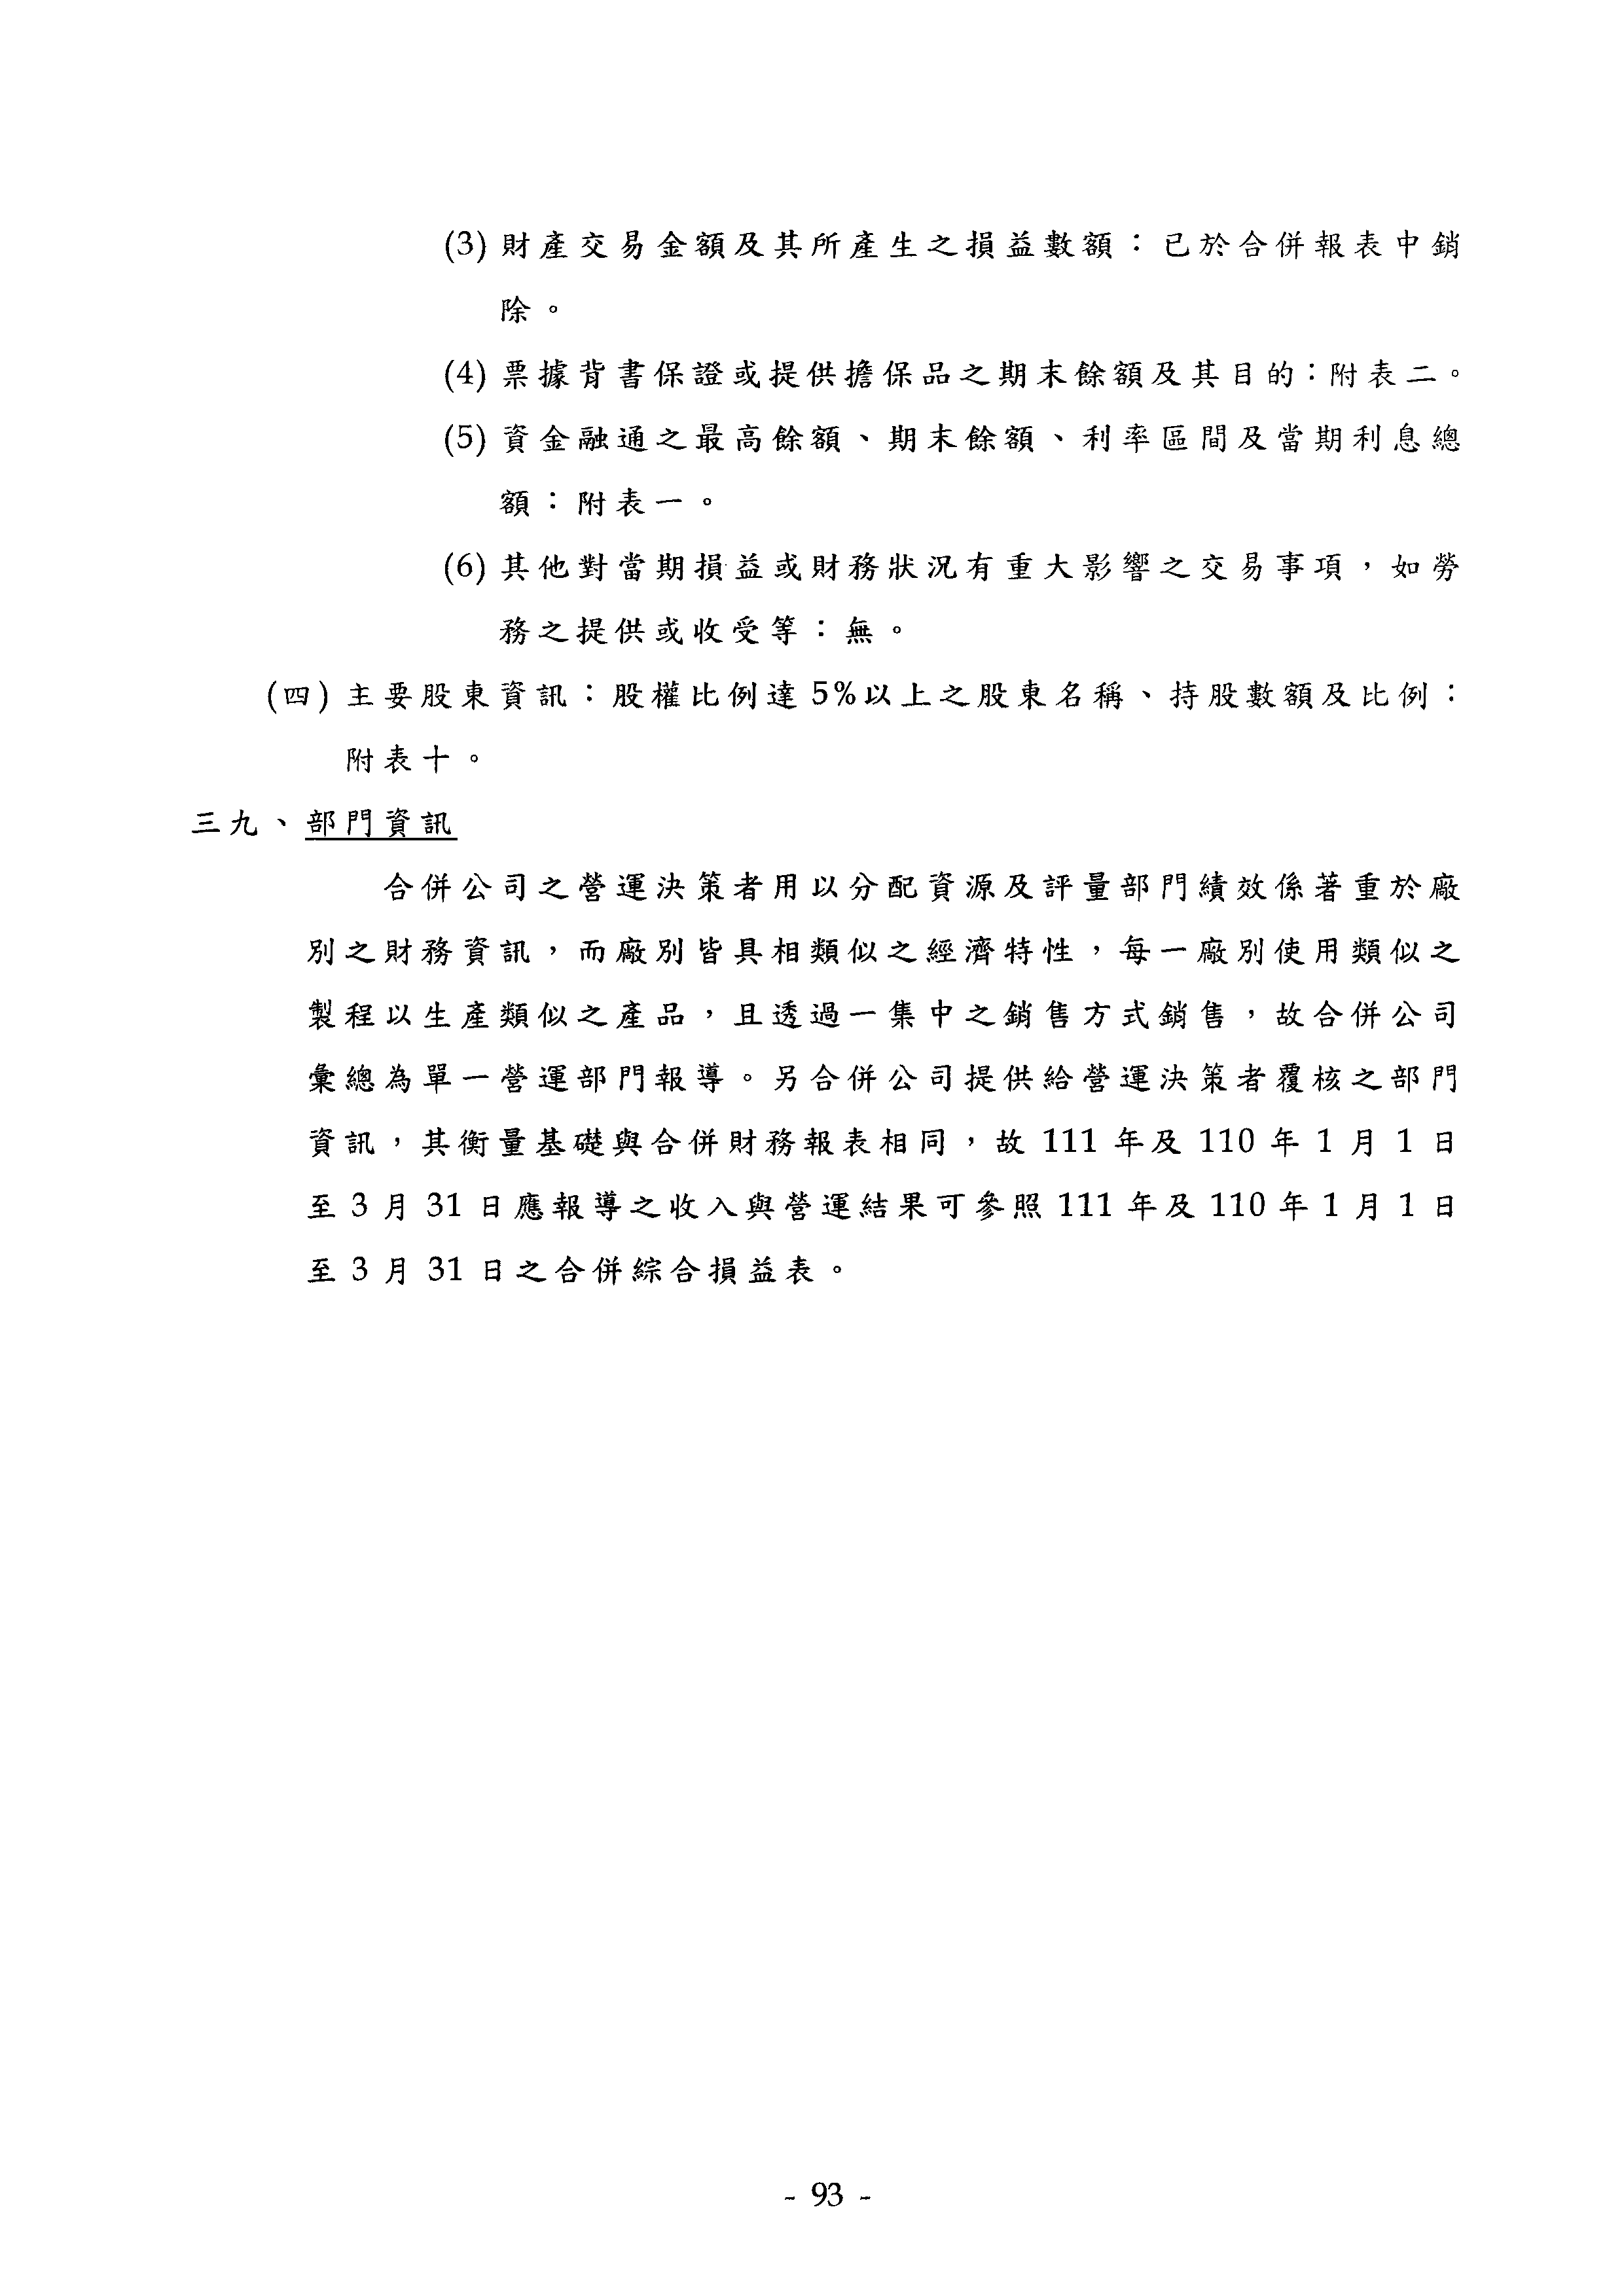 (3) 財產交易金額及其所產生之損益數額：已於合併報表中銷
除。
(4) 票據背書保證或提供擔保品之期末餘額及其目的：附表二。
(5) 資金融通之最高餘額、期末餘額、利率區間及當期利息總
額：附表一。
(6) 其他對當期損益或財務狀況有重大影響之交易事項，如勞
務之提供或收受等：無。
(四) 主要股東資訊：股權比例達 5%以上之股東名稱、持股數額及比例：
附表十。
三九、部門資訊
合併公司之營運決策者用以分配資源及評量部門績效係著重於廠
別之財務資訊，而廠別皆具相類似之經濟特性，每一廠別使用類似之
製程以生產類似之產品，且透過一集中之銷售方式銷售，故合併公司
彙總為單一營運部門報導。另合併公司提供給營運決策者覆核之部門
資訊，其衡量基礎與合併財務報表相同，故 111 年及 110 年 1 月 1 日
至 3 月 31 日應報導之收入與營運結果可參照 111 年及 110 年 1 月 1 日
至 3 月 31 日之合併綜合損益表。
- 93 -